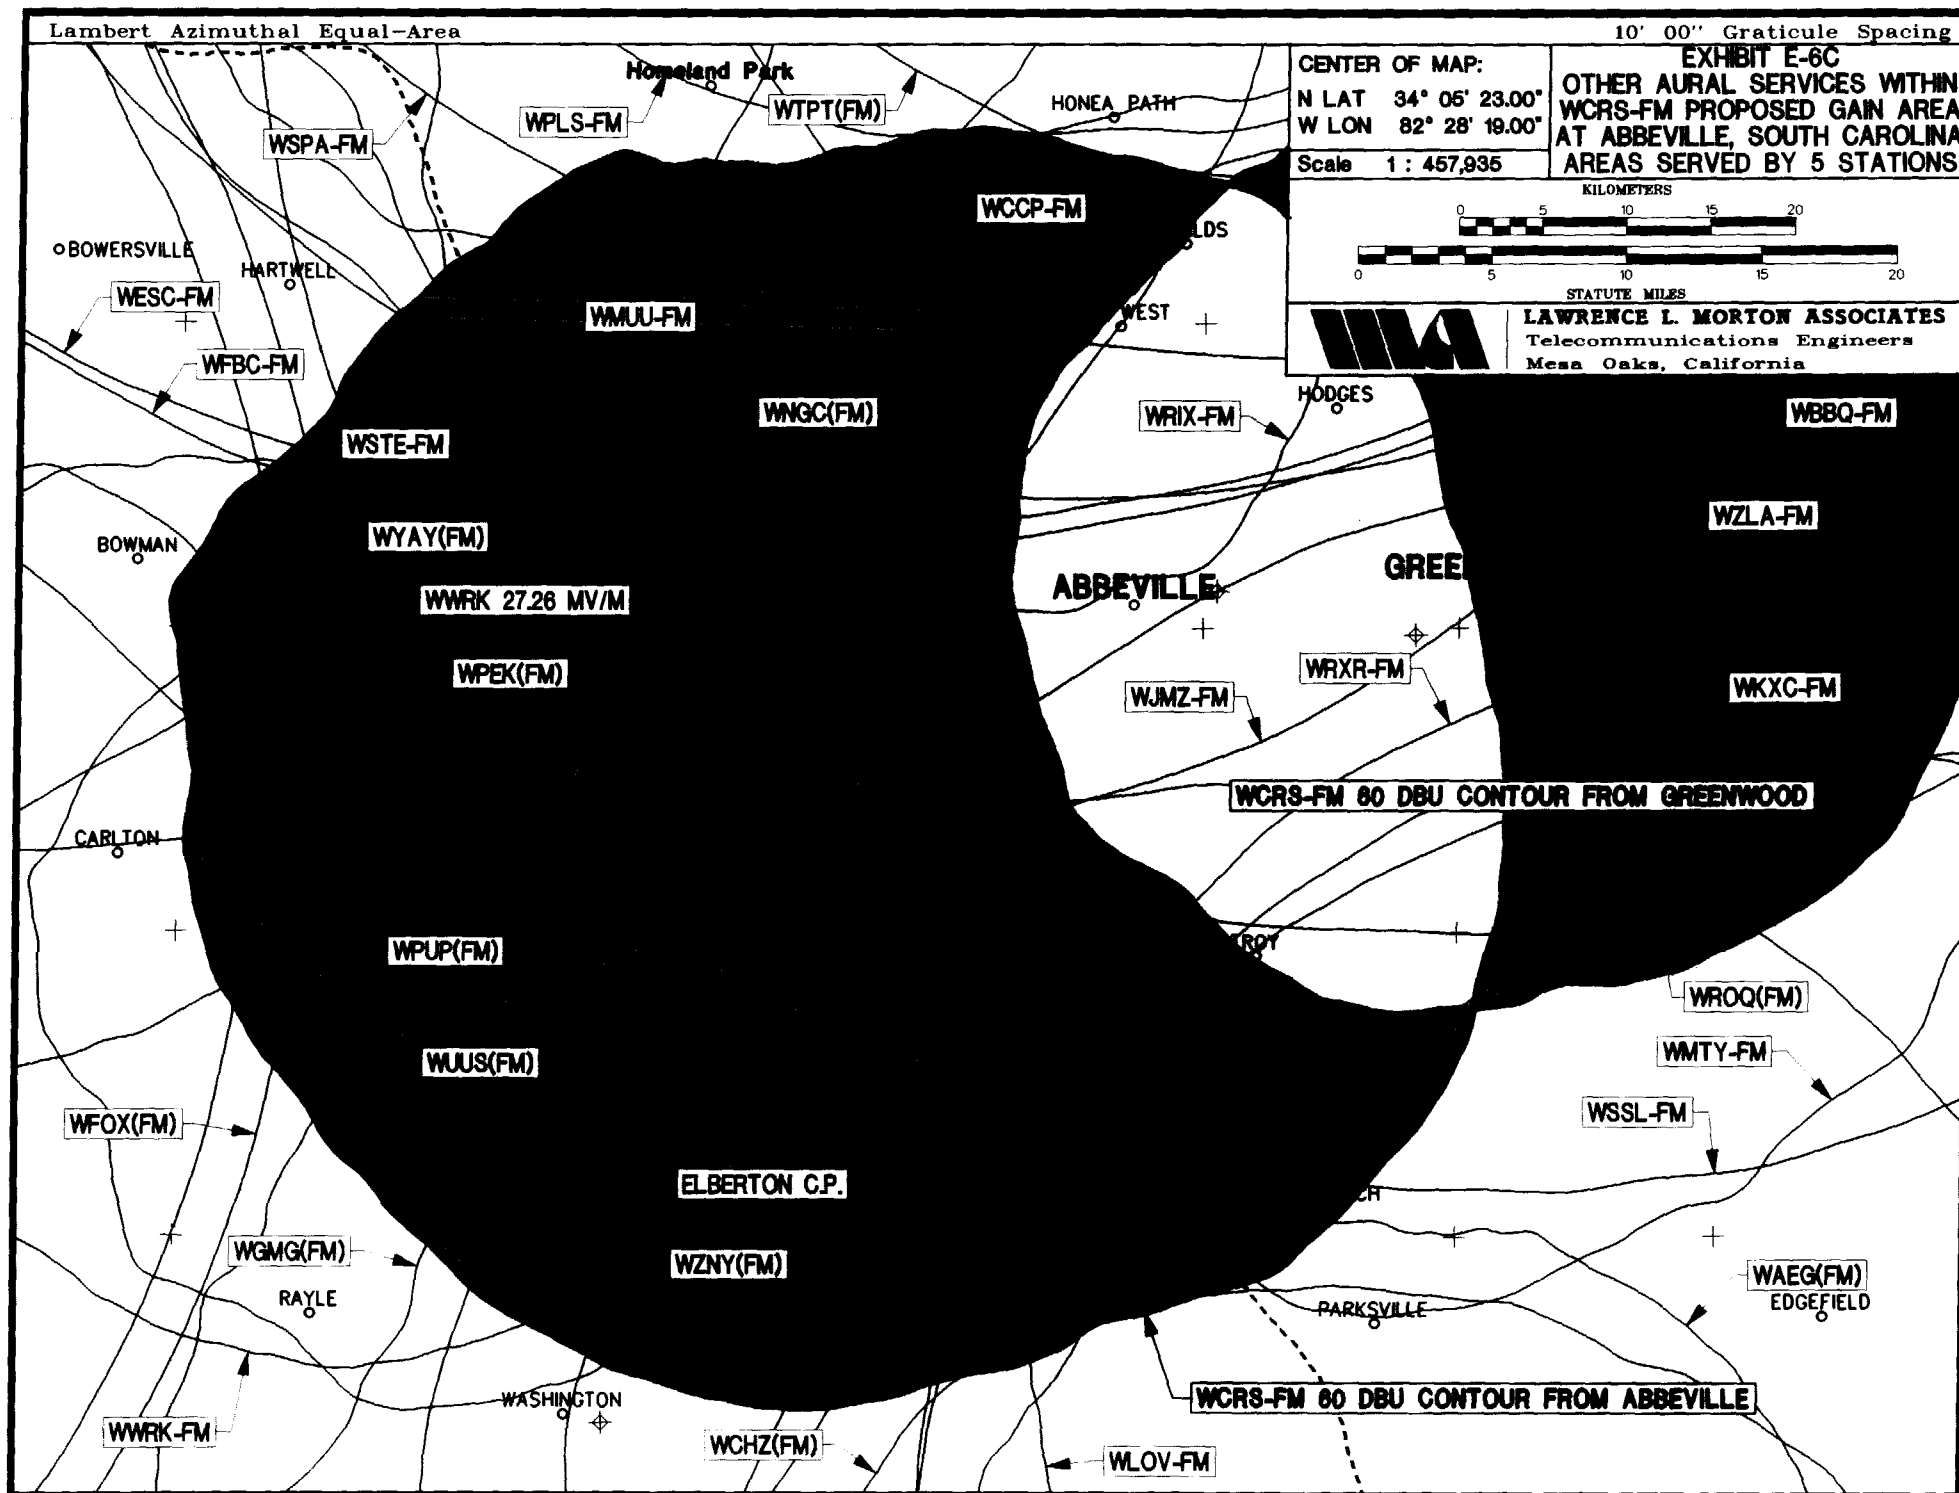 Lambert Azimuthal Equal-Area
10' 00'' Graticule Spacing
CENTER OF MAP:
N LAT 34° 05' 23.00"
W LON 82° 28' 19.00"
Scale 1 : 457,935
EXHIBIT E-6C
OTHER AURAL SERVICES WITHIN
WCRS-FM PROPOSED GAIN AREA
AT ABBEVILLE, SOUTH CAROLINA
AREAS SERVED BY 5 STATIONS
KILOMETERS
0 5 10 15 20
0 5 10 15 20
STATUTE MILES
LAWRENCE L. MORTON ASSOCIATES
Telecommunications Engineers
Mesa Oaks, California
Homeland Park
WTPT(FM)
WPLS-FM
HONEA PATH
WSPA-FM
WCCP-FM
LDS
BOWERSVILLE
HARTWELL
WESC-FM
WMUU-FM
WEST
WFBC-FM
HODGES
WNGC(FM)
WRIX-FM
WBBQ-FM
WSTE-FM
WZLA-FM
WYAY(FM)
BOWMAN
GREE
ABBEVILLE
WWRK 27.26 MV/M
WPEK(FM)
WRXR-FM
WJMZ-FM
WKXC-FM
WCRS-FM 60 DBU CONTOUR FROM GREENWOOD
CARLTON
WPUP(FM)
TROY
WROQ(FM)
WUUS(FM)
WMTY-FM
WSSL-FM
WFOX(FM)
ELBERTON C.P.
CH
WGMG(FM)
WZNY(FM)
WAEG(FM)
RAYLE
PARKSVILLE
EDGEFIELD
WASHINGTON
WCRS-FM 60 DBU CONTOUR FROM ABBEVILLE
WWRK-FM
WCHZ(FM)
WLOV-FM